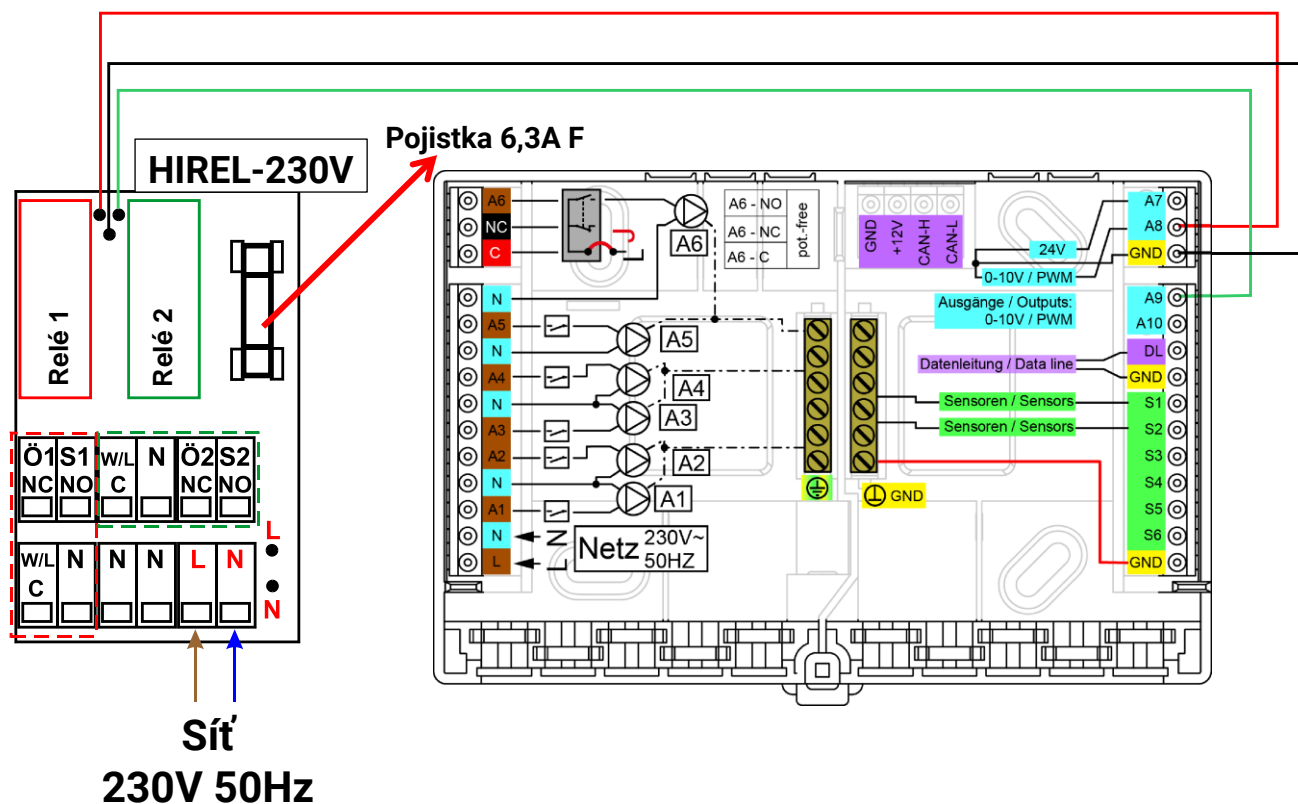 Pojistka 6,3A F
HIREL-230V
Relé 1
Relé 2
Ö1 S1 W/L N Ö2 S2
NC NO C NC NO
W/L N N N L N
C
L
N
Síť
230V 50Hz
A6
NC
C
N
A5
N
A4
N
A3
A2
N
A1
N
L
L
A6
A5
A4
A3
A2
A1
N
L
Netz 230V~
50HZ
A6 - NO
A6 - NC
A6 - C
pot.-free
GND
+12V
CAN-H
CAN-L
24V
0-10V / PWM
Ausgänge / Outputs:
0-10V / PWM
Datenleitung / Data line
Sensoren / Sensors
Sensoren / Sensors
GND
A7
A8
GND
A9
A10
DL
GND
S1
S2
S3
S4
S5
S6
GND